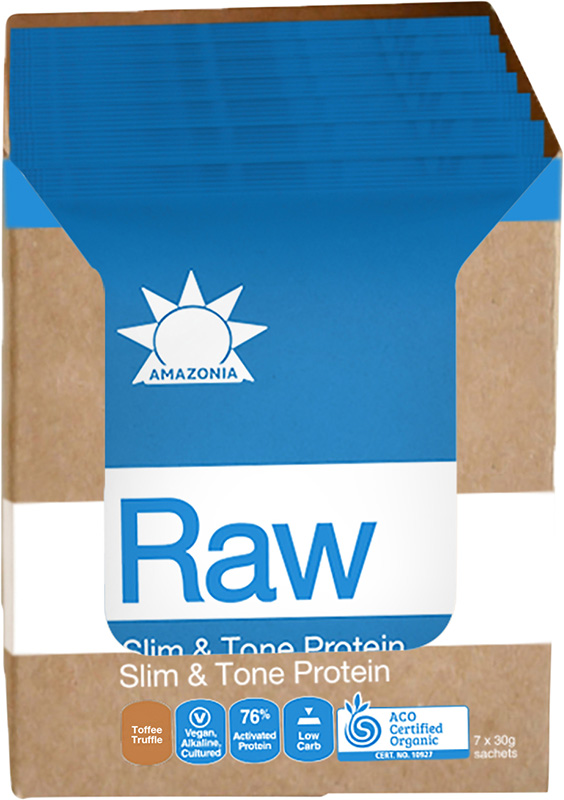 AMAZONIA
Raw
Slim & Tone Protein
Slim & Tone Protein
Toffee
Truffle
Vegan,
Alkaline,
Cultured
76%
Activated
Protein
Low
Carb
ACO
Certified
Organic
CERT. NO. 10627
7 x 30g
sachets